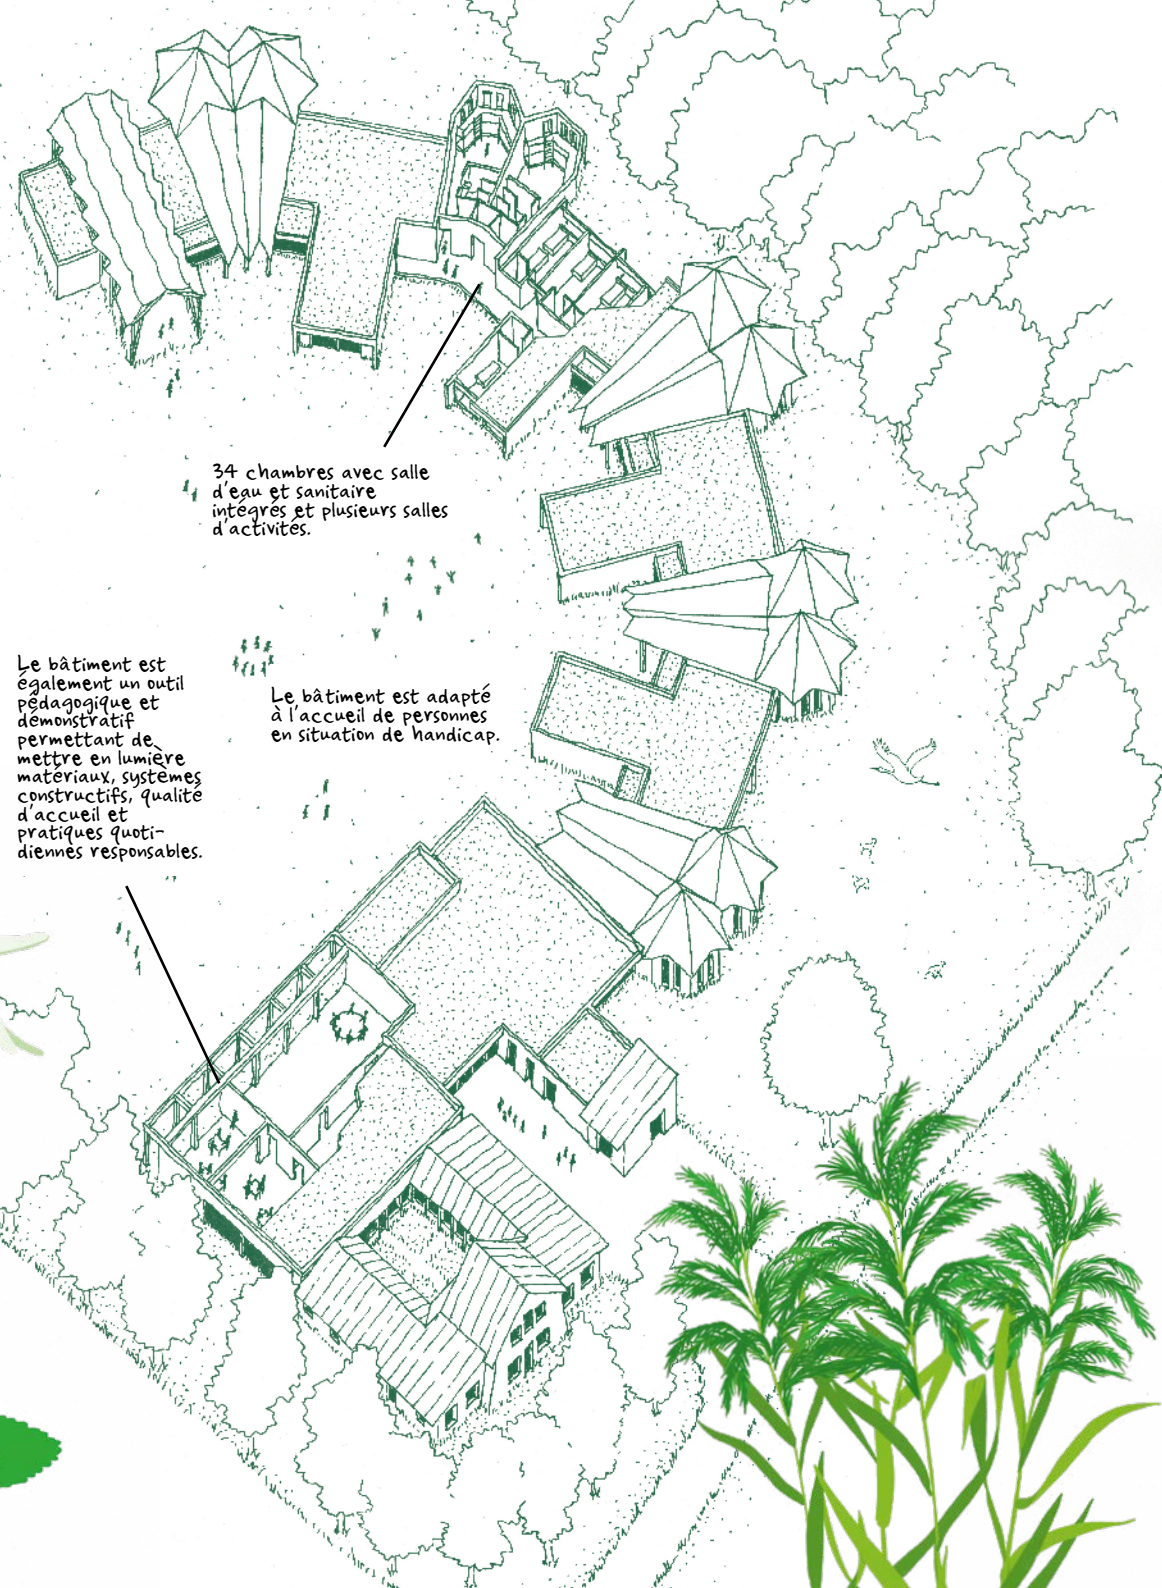 34 chambres avec salle
d'eau et sanitaire
intégrés et plusieurs salles
d'activités.
Le bâtiment est
également un outil
pédagogique et
démonstratif
permettant de
mettre en lumière
matériaux, systèmes
constructifs, qualité
d'accueil et
pratiques quoti-
diennes responsables.
Le bâtiment est adapté
à l'accueil de personnes
en situation de handicap.